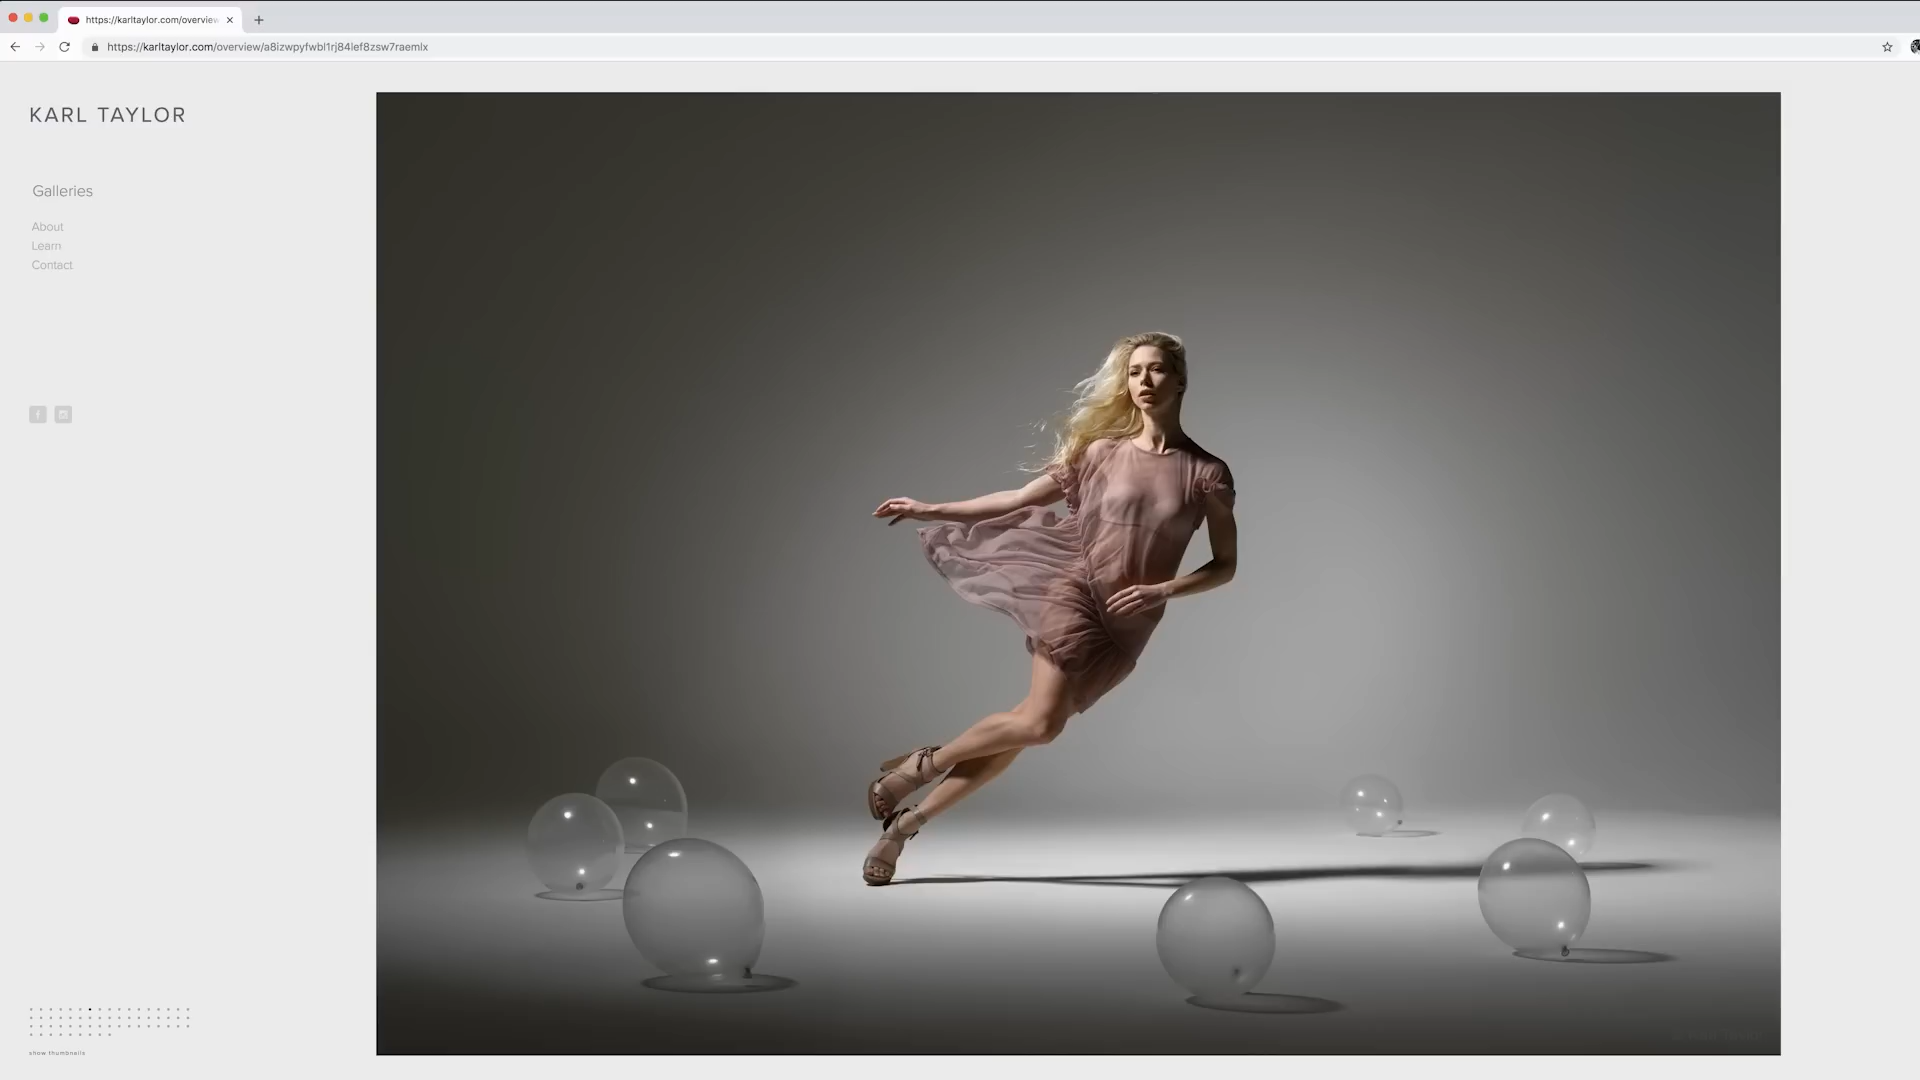 https://karltaylor.com/overview
https://karltaylor.com/overview/a8izwpyfwbl1rj84lef8zsw7raemlx
KARL TAYLOR
Galleries
About
Learn
Contact
show thumbnails